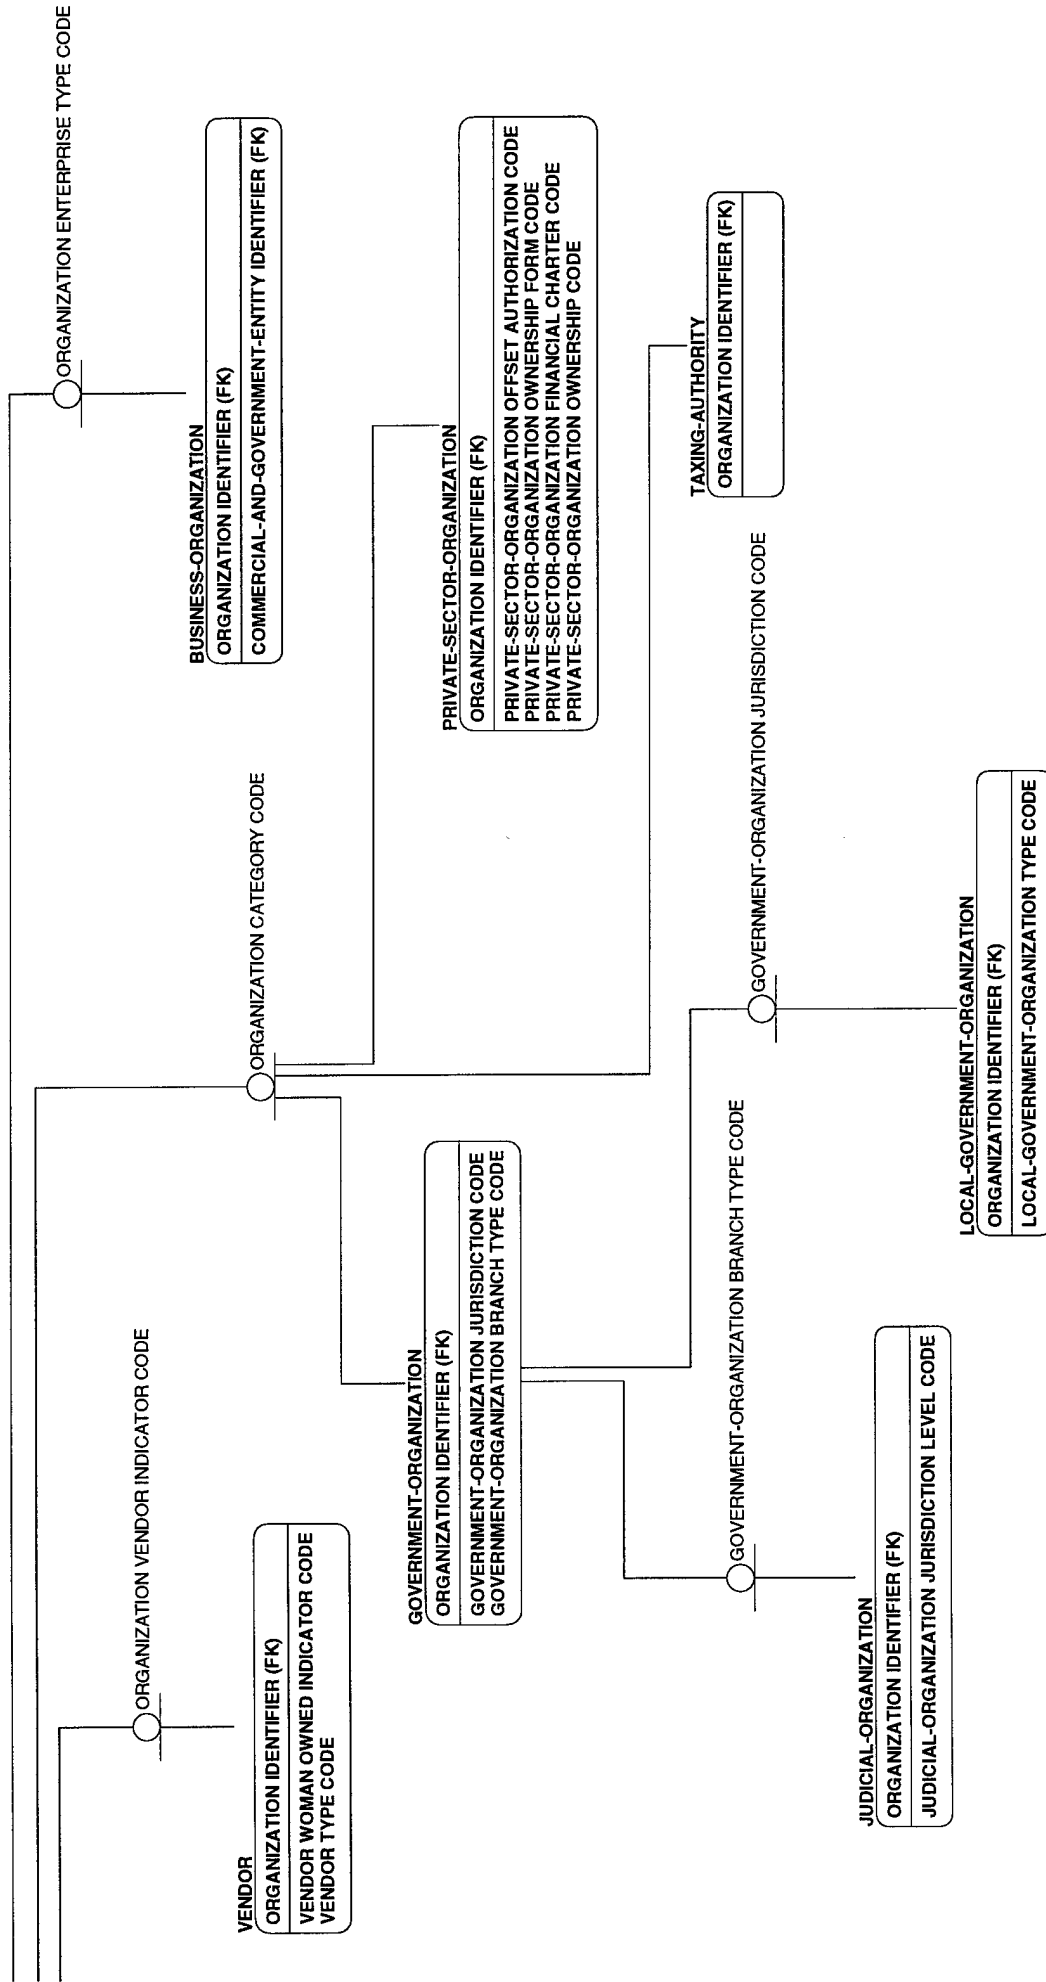 ORGANIZATION ENTERPRISE TYPE CODE
BUSINESS-ORGANIZATION
ORGANIZATION IDENTIFIER (FK)
COMMERCIAL-AND-GOVERNMENT-ENTITY IDENTIFIER (FK)
ORGANIZATION VENDOR INDICATOR CODE
VENDOR
ORGANIZATION IDENTIFIER (FK)
VENDOR WOMAN OWNED INDICATOR CODE
VENDOR TYPE CODE
ORGANIZATION CATEGORY CODE
GOVERNMENT-ORGANIZATION
ORGANIZATION IDENTIFIER (FK)
GOVERNMENT-ORGANIZATION JURISDICTION CODE
GOVERNMENT-ORGANIZATION BRANCH TYPE CODE
PRIVATE-SECTOR-ORGANIZATION
ORGANIZATION IDENTIFIER (FK)
PRIVATE-SECTOR-ORGANIZATION OFFSET AUTHORIZATION CODE
PRIVATE-SECTOR-ORGANIZATION OWNERSHIP FORM CODE
PRIVATE-SECTOR-ORGANIZATION FINANCIAL CHARTER CODE
PRIVATE-SECTOR-ORGANIZATION OWNERSHIP CODE
TAXING-AUTHORITY
ORGANIZATION IDENTIFIER (FK)
GOVERNMENT-ORGANIZATION BRANCH TYPE CODE
GOVERNMENT-ORGANIZATION JURISDICTION CODE
JUDICIAL-ORGANIZATION
ORGANIZATION IDENTIFIER (FK)
JUDICIAL-ORGANIZATION JURISDICTION LEVEL CODE
LOCAL-GOVERNMENT-ORGANIZATION
ORGANIZATION IDENTIFIER (FK)
LOCAL-GOVERNMENT-ORGANIZATION TYPE CODE